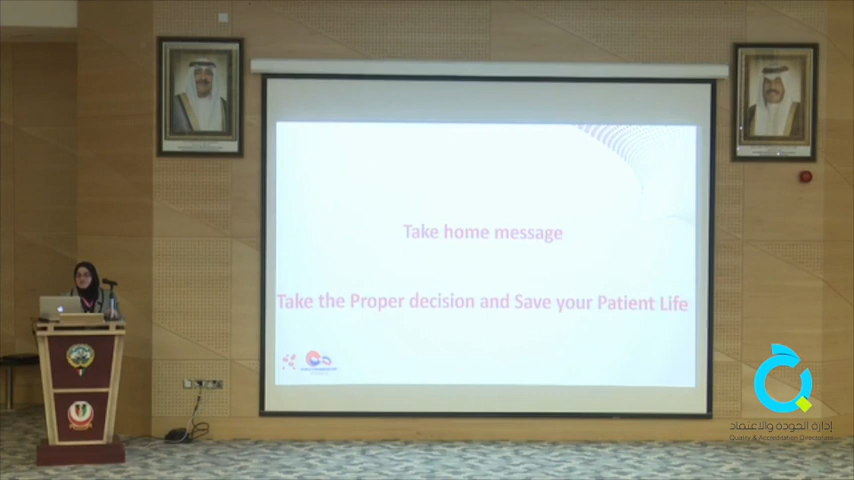 Take home message
Take the Proper decision and Save your Patient Life
إدارة الجودة والاعتماد
Quality & Accreditation Directorate